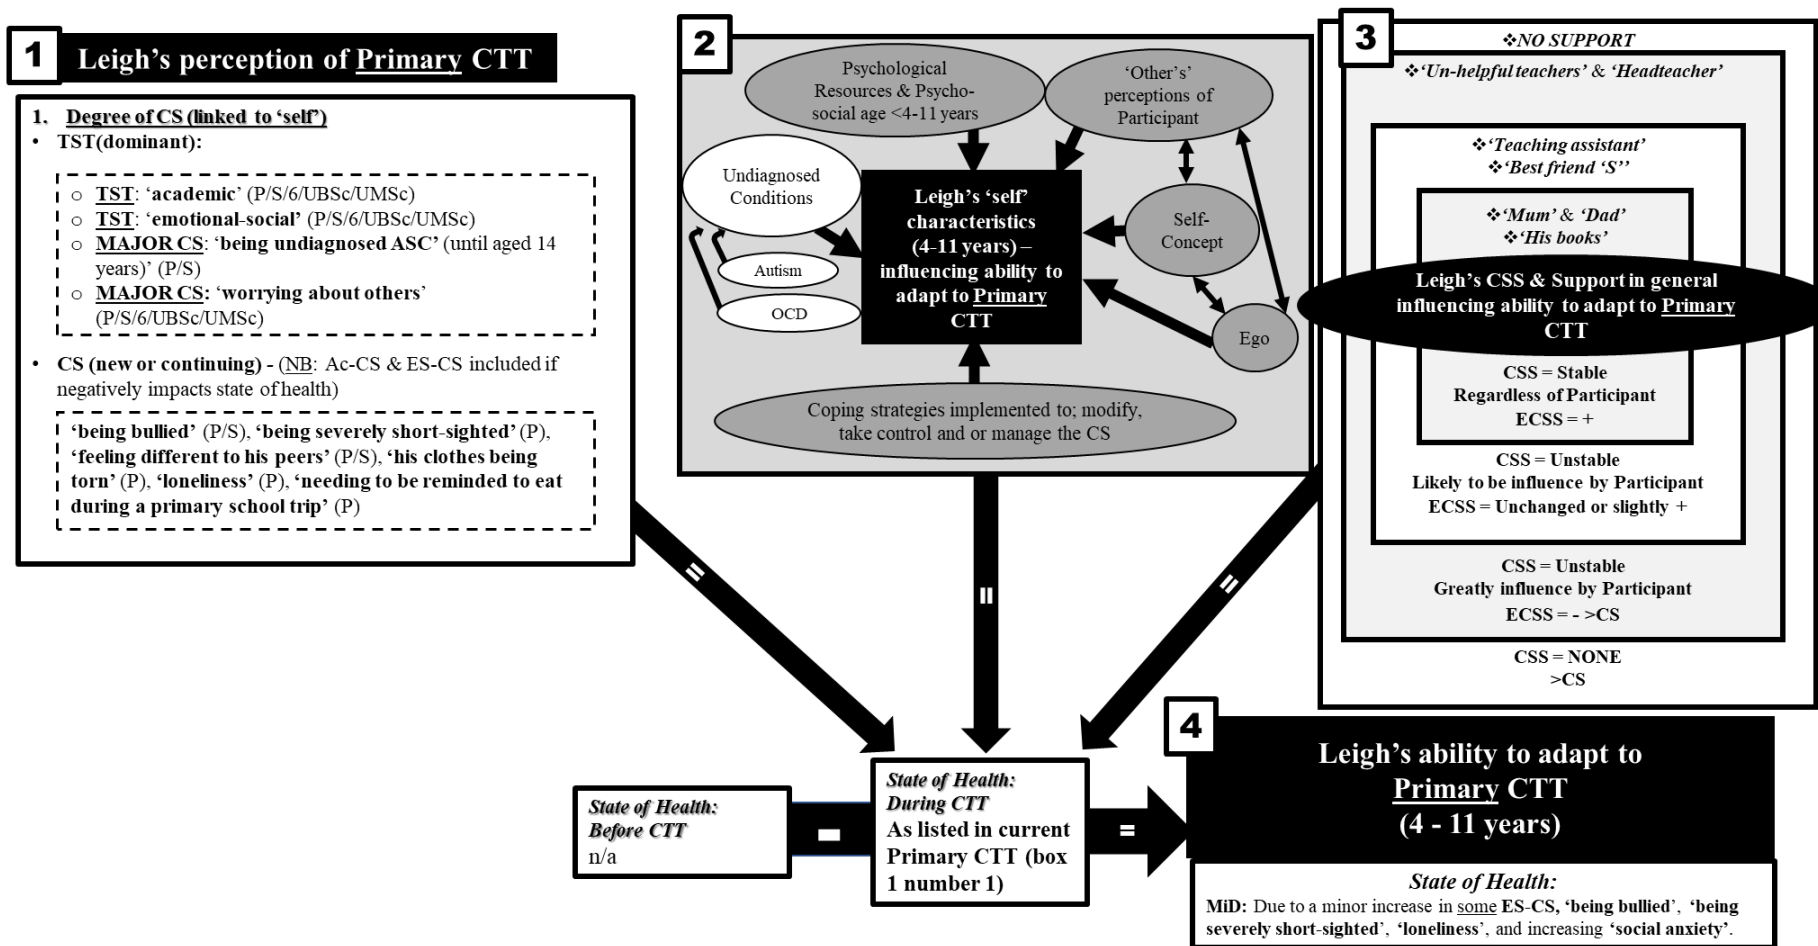 1
Leigh’s perception of Primary CTT
1. Degree of CS (linked to ‘self’)
• TST(dominant):
o TST: ‘academic’ (P/S/6/UBSc/UMSc)
o TST: ‘emotional-social’ (P/S/6/UBSc/UMSc)
o MAJOR CS: ‘being undiagnosed ASC’ (until aged 14
years)’ (P/S)
o MAJOR CS: ‘worrying about others’
(P/S/6/UBSc/UMSc)
• CS (new or continuing) - (NB: Ac-CS & ES-CS included if
negatively impacts state of health)
‘being bullied’ (P/S), ‘being severely short-sighted’ (P),
‘feeling different to his peers’ (P/S), ‘his clothes being
torn’ (P), ‘loneliness’ (P), ‘needing to be reminded to eat
during a primary school trip’ (P)
2
Psychological
Resources & Psycho-
social age <4-11 years
‘Other’s’
perceptions of
Participant
Undiagnosed
Conditions
Autism
OCD
Leigh’s ‘self’
characteristics
(4-11 years) –
influencing ability to
adapt to Primary
CTT
Self-
Concept
Ego
Coping strategies implemented to; modify,
take control and or manage the CS
3
❖NO SUPPORT
❖‘Un-helpful teachers’ & ‘Headteacher’
❖‘Teaching assistant’
❖‘Best friend ‘S’’
❖‘Mum’ & ‘Dad’
❖‘His books’
Leigh’s CSS & Support in general
influencing ability to adapt to Primary
CTT
CSS = Stable
Regardless of Participant
ECSS = +
CSS = Unstable
Likely to be influence by Participant
ECSS = Unchanged or slightly +
CSS = Unstable
Greatly influence by Participant
ECSS = - >CS
CSS = NONE
>CS
=
=
=
State of Health:
Before CTT
n/a
-
State of Health:
During CTT
As listed in current
Primary CTT (box
1 number 1)
=
4
Leigh’s ability to adapt to
Primary CTT
(4 - 11 years)
State of Health:
MiD: Due to a minor increase in some ES-CS, ‘being bullied’, ‘being
severely short-sighted’, ‘loneliness’, and increasing ‘social anxiety’.